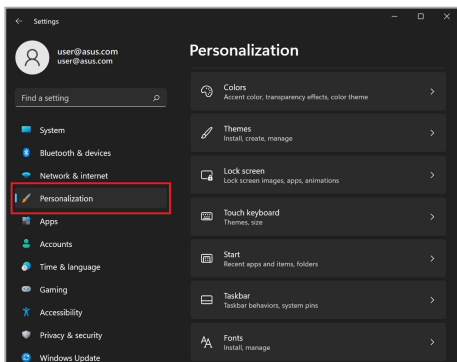 Settings
user@asus.com
user@asus.com
Find a setting
System
Bluetooth & devices
Network & internet
Personalization
Apps
Accounts
Time & language
Gaming
Accessibility
Privacy & security
Windows Update
Personalization
Colors
Accent color, transparency effects, color theme
Themes
Install, create, manage
Lock screen
Lock screen images, apps, animations
Touch keyboard
Themes, size
Start
Recent apps and items, folders
Taskbar
Taskbar behaviors, system pins
Fonts
Install, manage